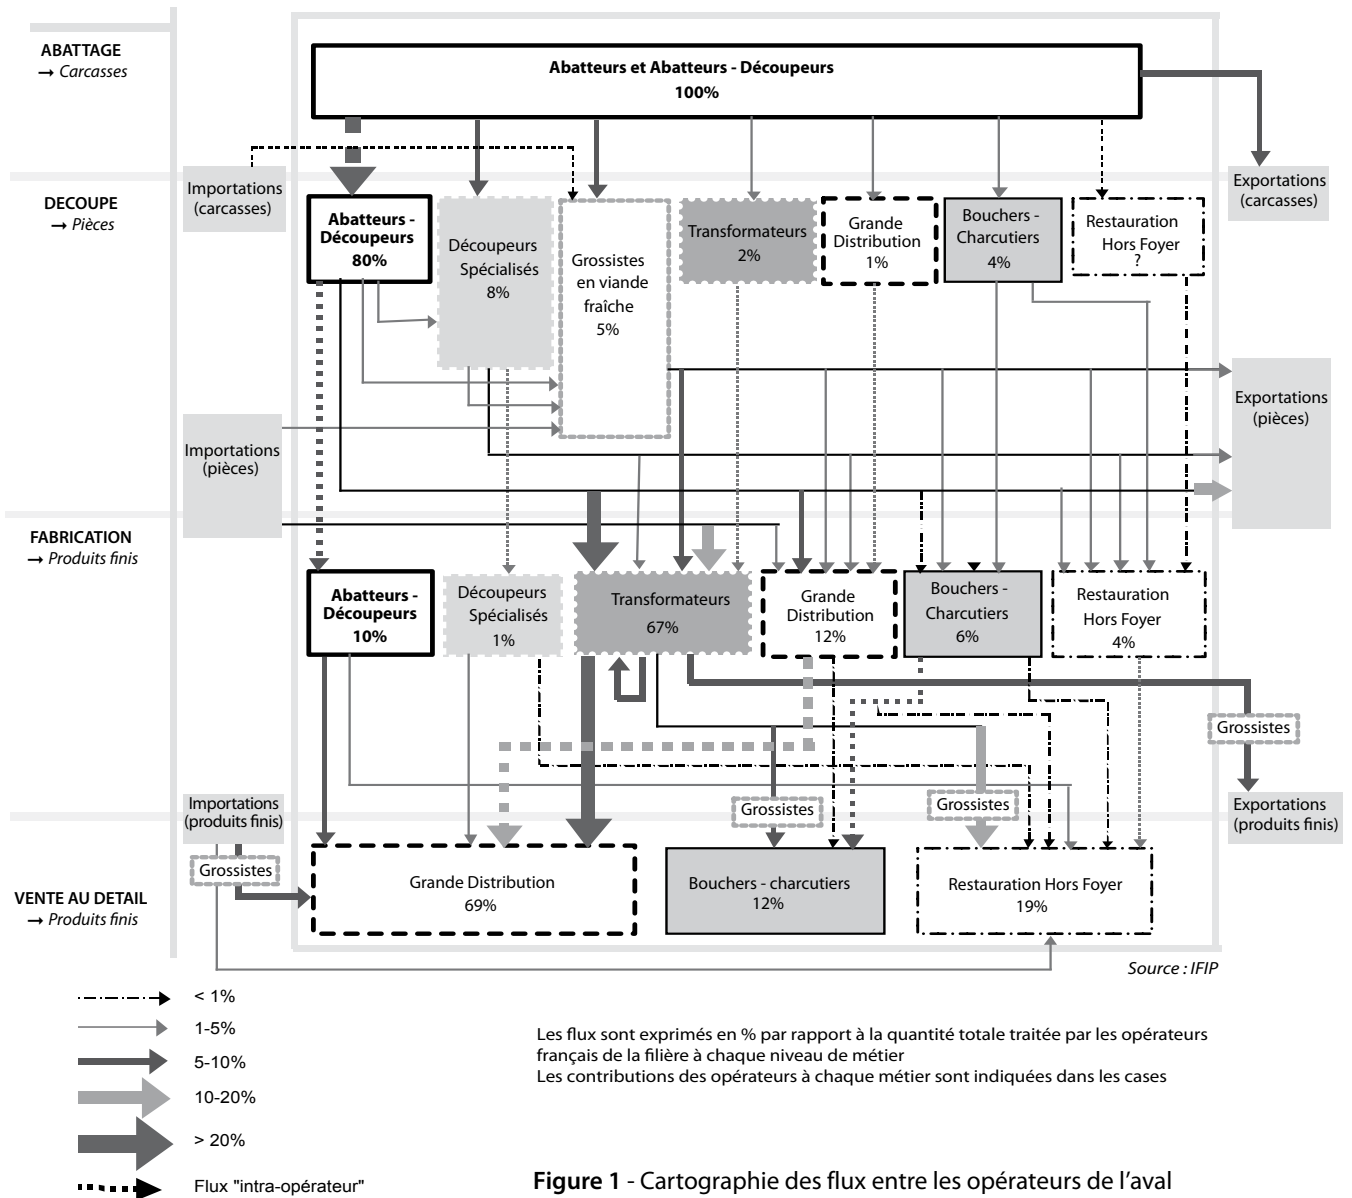 ABATTAGE
→ Carcasses
Abatteurs et Abatteurs - Découpeurs
100%
DECOUPE
→ Pièces
Importations
(carcasses)
Abatteurs -
Découpeurs
80%
Découpeurs
Spécialisés
8%
Grossistes
en viande
fraîche
5%
Transformateurs
2%
Grande
Distribution
1%
Bouchers -
Charcutiers
4%
Restauration
Hors Foyer
?
Exportations
(carcasses)
Importations
(pièces)
Exportations
(pièces)
FABRICATION
→ Produits finis
Abatteurs -
Découpeurs
10%
Découpeurs
Spécialisés
1%
Transformateurs
67%
Grande
Distribution
12%
Bouchers -
Charcutiers
6%
Restauration
Hors Foyer
4%
Grossistes
Importations
(produits finis)
Grossistes
Grossistes
Grossistes
Exportations
(produits finis)
VENTE AU DETAIL
→ Produits finis
Grande Distribution
69%
Bouchers - charcutiers
12%
Restauration Hors Foyer
19%
Source : IFIP
< 1%
1-5%
5-10%
10-20%
> 20%
Flux "intra-opérateur"
Les flux sont exprimés en % par rapport à la quantité totale traitée par les opérateurs
français de la filière à chaque niveau de métier
Les contributions des opérateurs à chaque métier sont indiquées dans les cases
Figure 1 - Cartographie des flux entre les opérateurs de l'aval